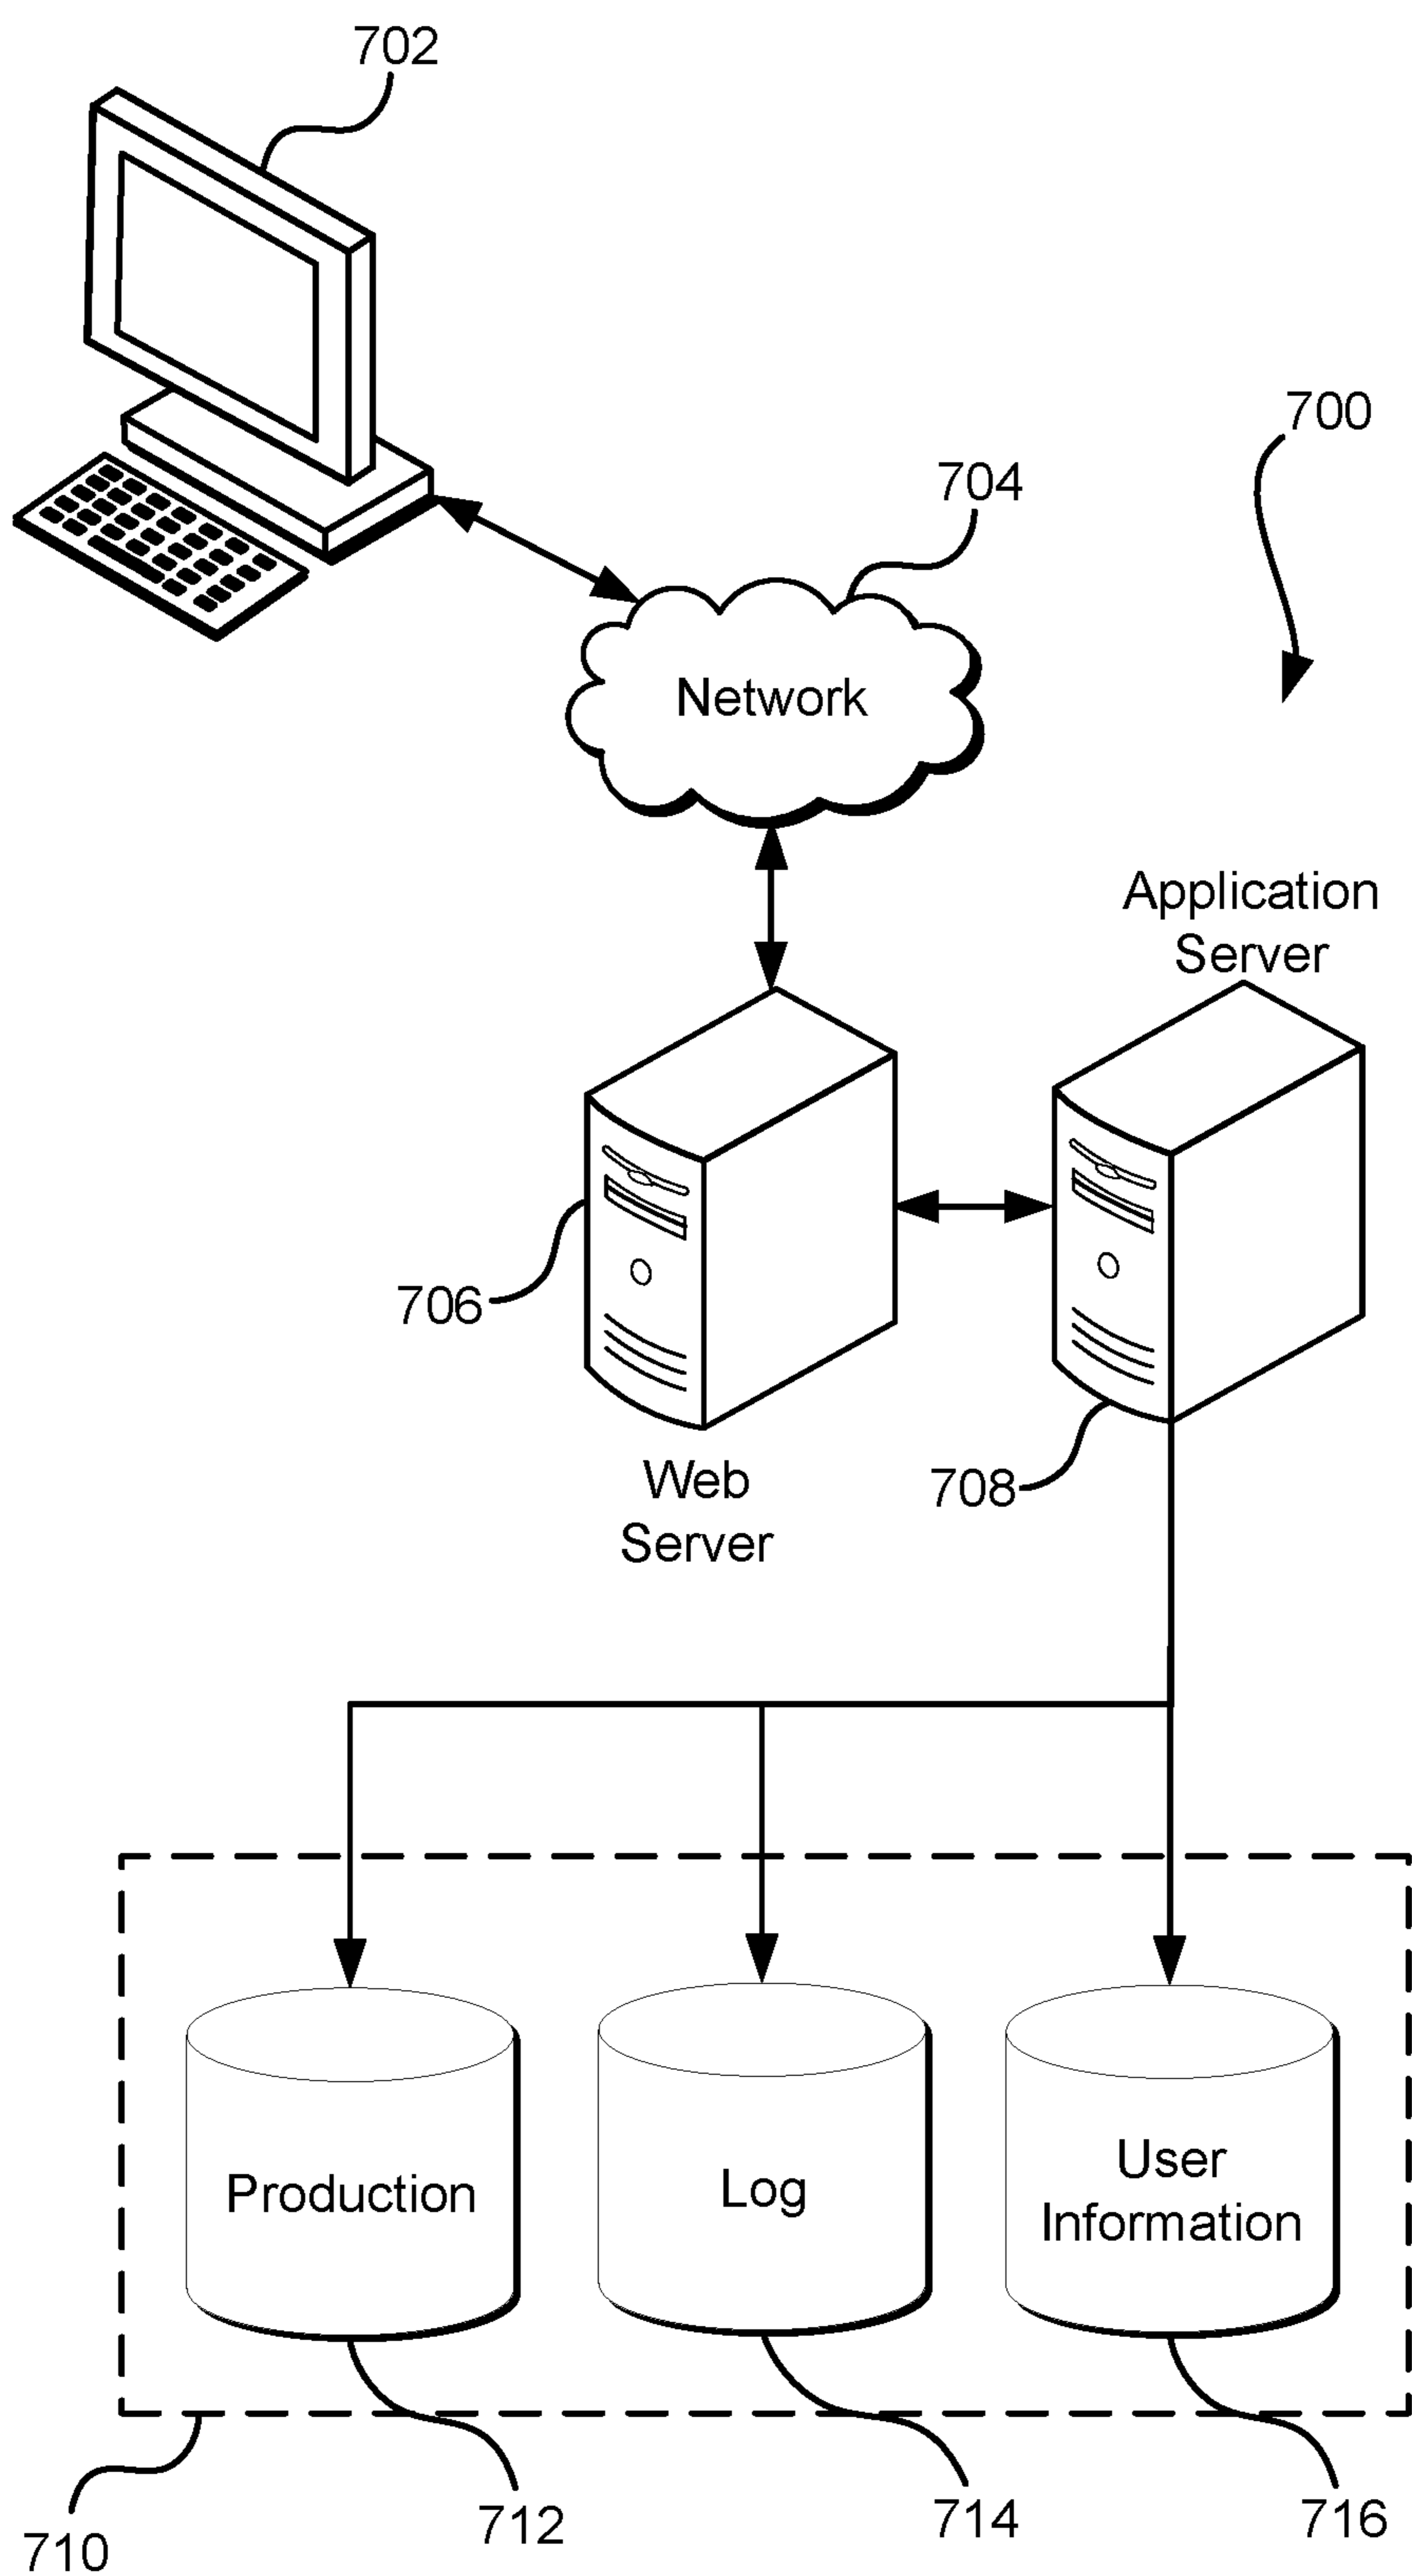 702
700
704
Network
Application
Server
706
708
Web
Server
Production
Log
User
Information
710
712
714
716